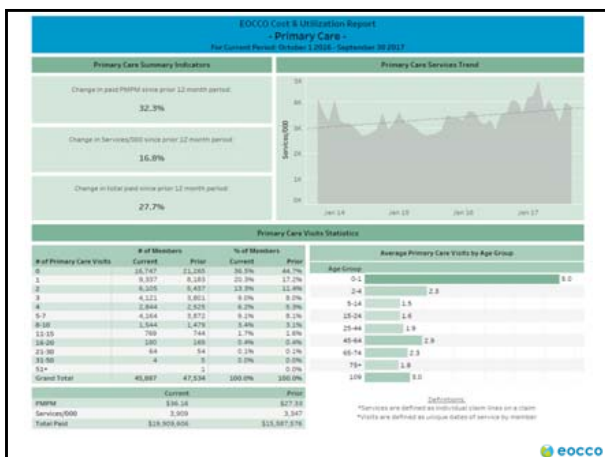 EOCCO Cost & Utilization Report
- Primary Care -
For Current Period: October 1 2016 - September 30 2017
Primary Care Summary Indicators
Change in paid PMPM since prior 12 month period:
32.3%
Change in Services/000 since prior 12 month period:
16.8%
Change in total paid since prior 12 month period:
27.7%
Primary Care Services Trend
Services/000
5K
4K
3K
2K
1K
0K
Jan 14
Jan 15
Jan 16
Jan 17
Primary Care Visits Statistics
# of Members % of Members
# of Primary Care Visits Current Prior Current Prior
0 16,747 21,265 36.5% 44.7%
1 9,337 8,183 20.3% 17.2%
2 6,105 5,437 13.3% 11.4%
3 4,121 3,801 9.0% 8.0%
4 2,844 2,525 6.2% 5.3%
5-7 4,164 3,872 9.1% 8.1%
8-10 1,544 1,479 3.4% 3.1%
11-15 768 744 1.7% 1.6%
16-20 180 169 0.4% 0.4%
21-30 64 54 0.1% 0.1%
31-50 4 5 0.0% 0.0%
51+ 1 0.0%
Grand Total 45,887 47,534 100.0% 100.0%
Current Prior
PMPM $36.16 $27.33
Services/000 3,909 3,347
Total Paid
Average Primary Care Visits by Age Group
Age Group
0-1 9.0
2-4 2.3
5-14 1.5
15-24 1.6
25-44 1.9
45-64 2.9
65-74 2.3
75+ 1.8
109 3.0
Definitions:
*Services are defined as individual claim lines on a claim
*Visits are defined as unique dates of service by member
eocco